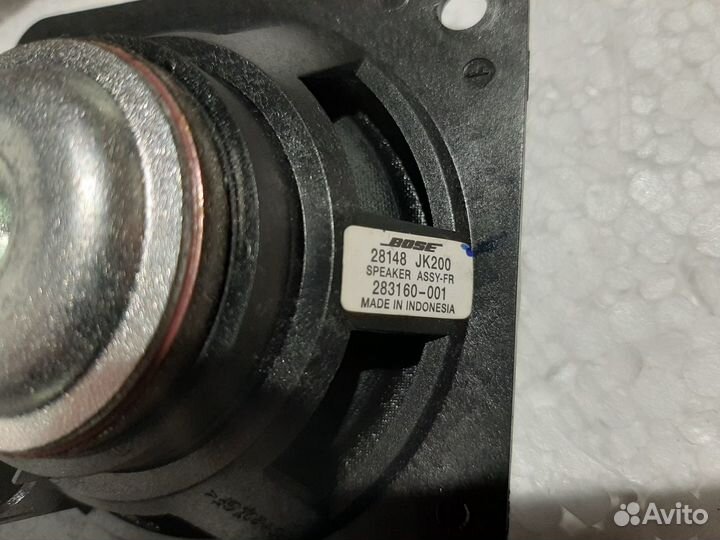 BOSE
28148 JK200
SPEAKER ASSY-FR
283160-001
MADE IN INDONESIA
Avito